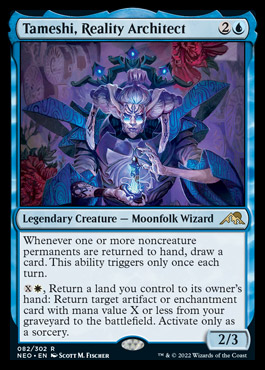 Tameshi, Reality Architect 2
Legendary Creature — Moonfolk Wizard
Whenever one or more noncreature
permanents are returned to hand, draw a
card. This ability triggers only once each
turn.
X, Return a land you control to its owner's
hand: Return target artifact or enchantment
card with mana value X or less from your
graveyard to the battlefield. Activate only as
a sorcery.
2/3
082/302 R
NEO • EN SCOTT M. FISCHER
™ & © 2022 Wizards of the Coast